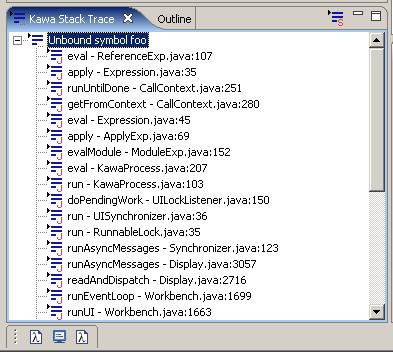 Kawa Stack Trace Outline
Unbound symbol foo
eval - ReferenceExp.java:107
apply - Expression.java:35
runUntilDone - CallContext.java:251
getFromContext - CallContext.java:280
eval - Expression.java:45
apply - ApplyExp.java:69
evalModule - ModuleExp.java:152
eval - KawaProcess.java:207
run - KawaProcess.java:103
doPendingWork - UILockListener.java:150
run - UISynchronizer.java:36
run - RunnableLock.java:35
runAsyncMessages - Synchronizer.java:123
runAsyncMessages - Display.java:3057
readAndDispatch - Display.java:2716
runEventLoop - Workbench.java:1699
runUI - Workbench.java:1663